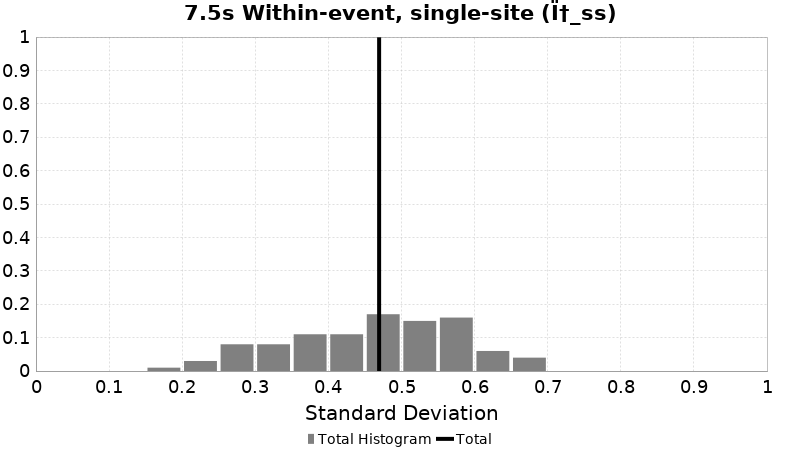 7.5s Within-event, single-site (Ï†_ss)
1
0.9
0.8
0.7
0.6
0.5
0.4
0.3
0.2
0.1
0
0 0.1 0.2 0.3 0.4 0.5 0.6 0.7 0.8 0.9 1
Standard Deviation
Total Histogram Total